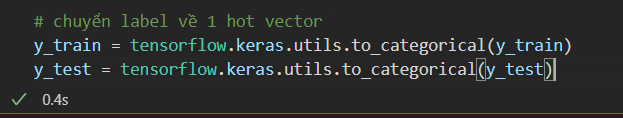 # chuyển label về 1 hot vector
y_train = tensorflow.keras.utils.to_categorical(y_train)
y_test = tensorflow.keras.utils.to_categorical(y_test)
0.4s